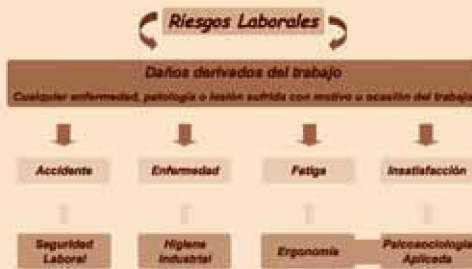 Riesgos Laborales
Daños derivados del trabajo
Cualquier enfermedad, patología o lesión sufrida con motivo u ocasión del trabajo
Accidente Enfermedad Fatiga Insatisfacción
Seguridad Higiene Ergonomía Psicosociología
Laboral Industrial Aplicada